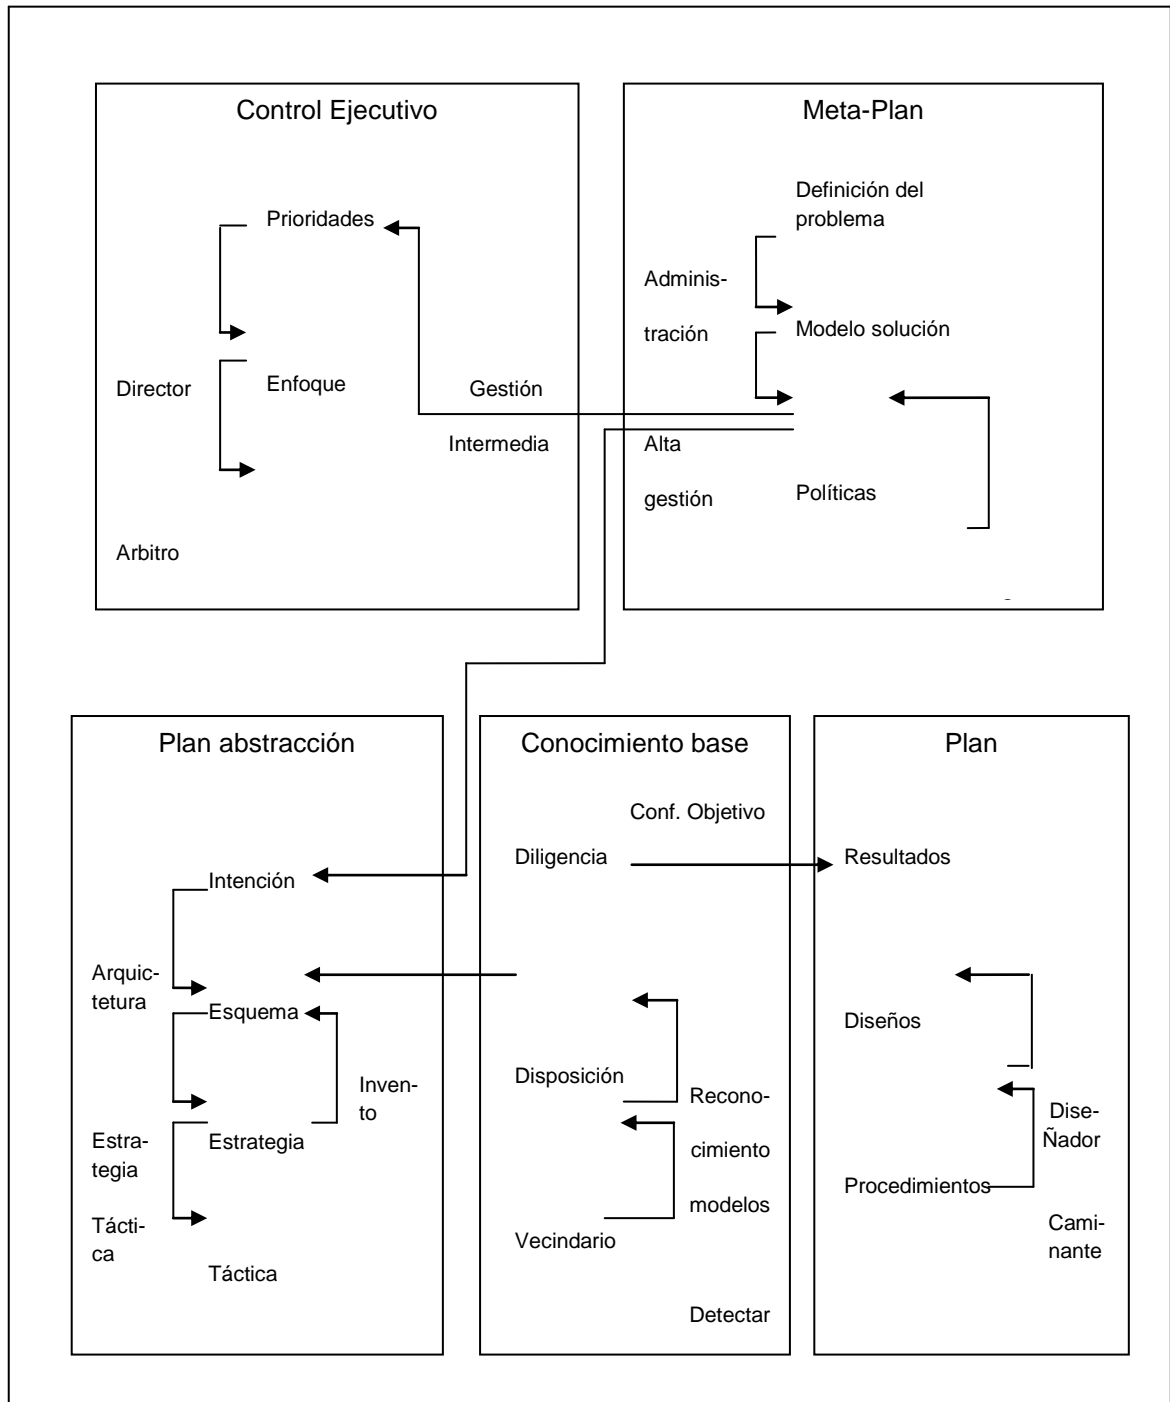 Control Ejecutivo
Prioridades
Director
Enfoque
Gestión
Intermedia
Arbitro
Meta-Plan
Definición del
problema
Adminis-
tración
Modelo solución
Alta
gestión
Políticas
Plan abstracción
Intención
Arquic-
tetura
Esquema
Inven-
to
Estra-
tegia
Estrategia
Tácti-
ca
Táctica
Conocimiento base
Conf. Objetivo
Diligencia
Disposición
Recono-
cimiento
modelos
Vecindario
Detectar
Plan
Resultados
Diseños
Dise-
Ñador
Procedimientos
Cami-
nante